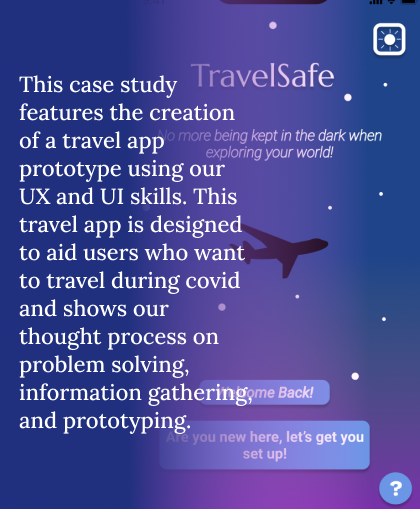 TravelSafe
No more being kept in the dark when
exploring your world!
This case study
features the creation
of a travel app
prototype using our
UX and UI skills. This
travel app is designed
to aid users who want
to travel during covid
and shows our
thought process on
problem solving,
information gathering,
and prototyping.
Welcome Back!
Are you new here, let's get you
set up!
?